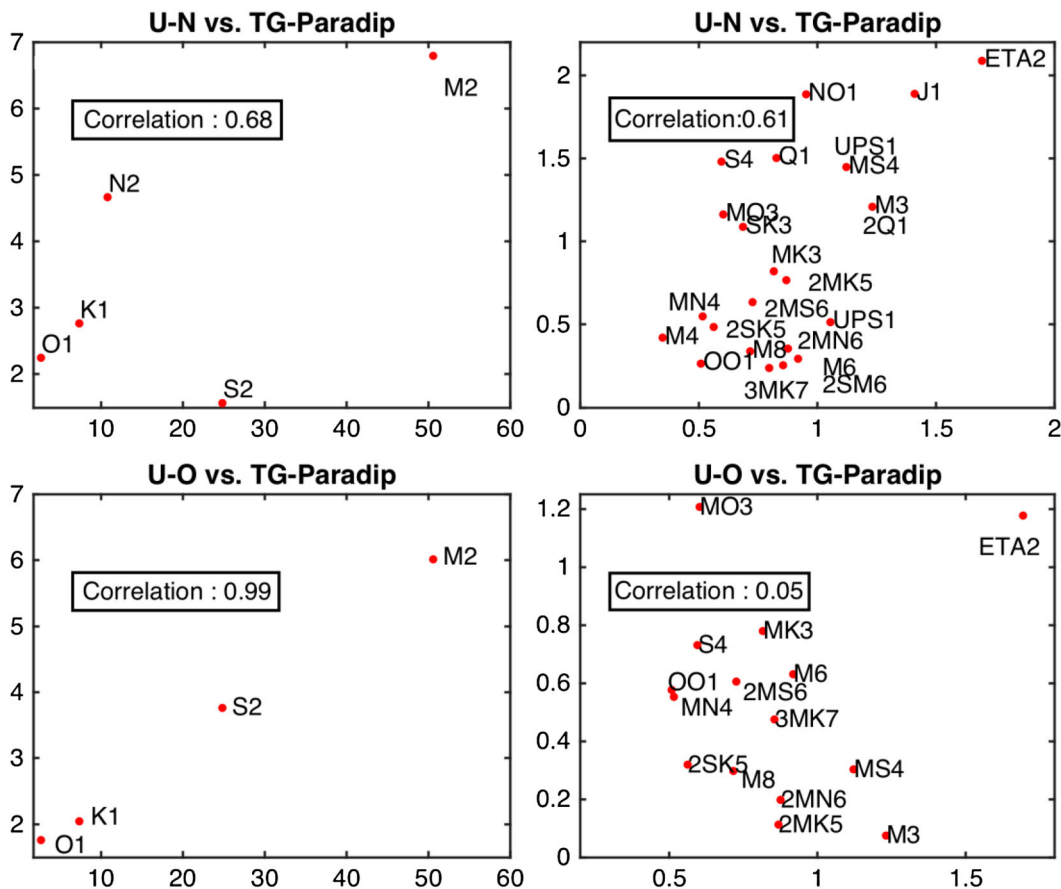 U-N vs. TG-Paradip
7
6
5
4
3
2
10
20
30
40
50
60
M2
Correlation : 0.68
N2
K1
O1
S2
U-N vs. TG-Paradip
2
1.5
1
0.5
0
0.5
1
1.5
2
ETA2
NO1
J1
Correlation:0.61
UPS1
S4
Q1
MS4
MO3
M3
SK3
2Q1
MK3
2MK5
MN4
2MS6
UPS1
M4
2SK5
2MN6
OO1
M8
M6
3MK7
2SM6
U-O vs. TG-Paradip
7
6
5
4
3
2
10
20
30
40
50
60
M2
Correlation : 0.99
S2
K1
O1
U-O vs. TG-Paradip
1.2
1
0.8
0.6
0.4
0.2
0
0.5
1
1.5
MO3
ETA2
Correlation : 0.05
MK3
S4
M6
OO1
2MS6
MN4
3MK7
2SK5
MS4
M8
2MN6
2MK5
M3